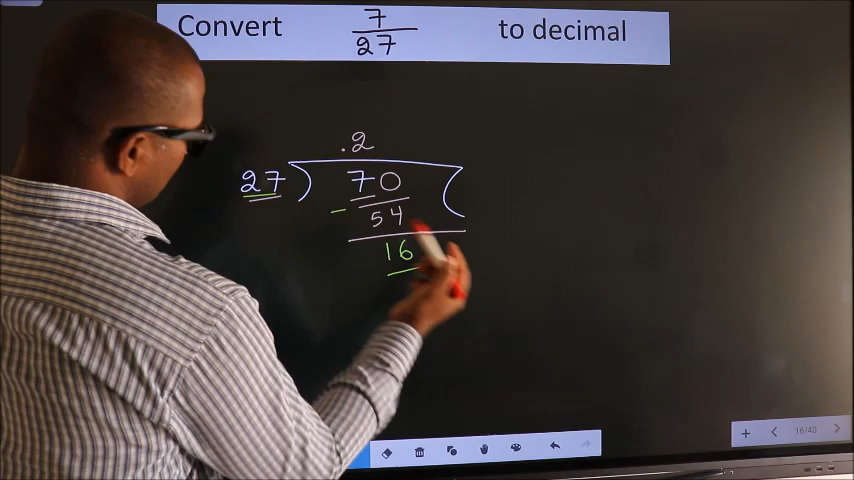 Convert 7/27 to decimal
.2
27) 70 (
- 54
16
16/40